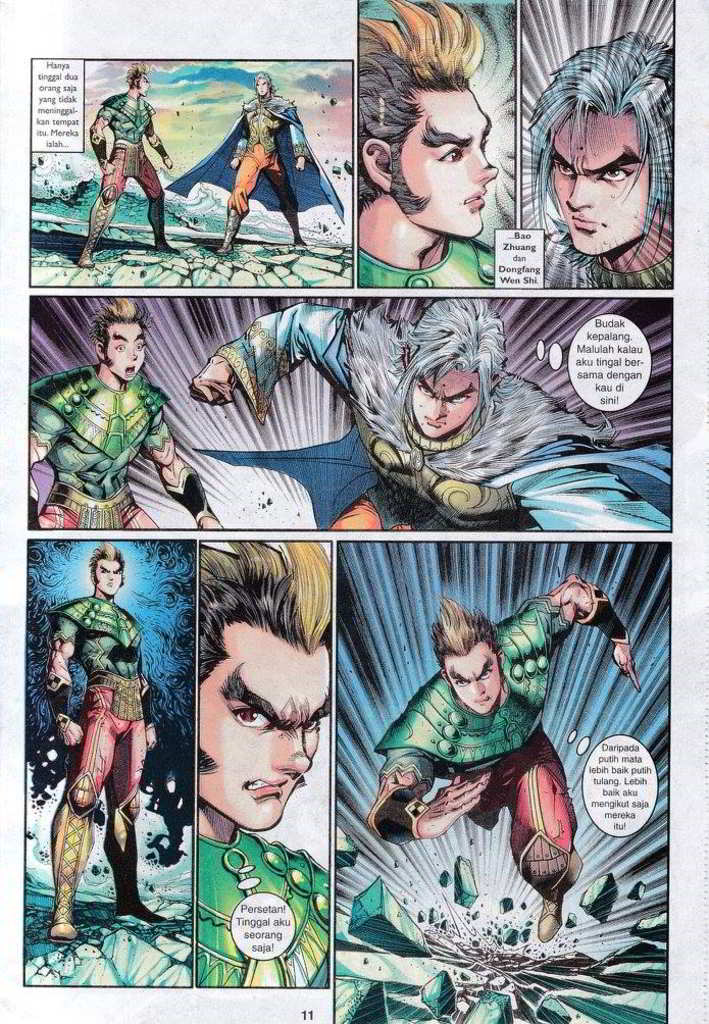 Hanya
tinggal dua
orang saja
yang tidak
meninggal-
kan tempat
itu. Mereka
ialah...
...Bao
Zhuang
dan
Dongfang
Wen Shi.
Budak
kepalang.
Malulah kalau
aku tingal ber-
sama dengan
kau di
sini!
Persetan!
Tinggal aku
seorang
saja!
Daripada
putih mata
lebih baik putih
tulang. Lebih
baik aku
mengikut saja
mereka
itu!
11